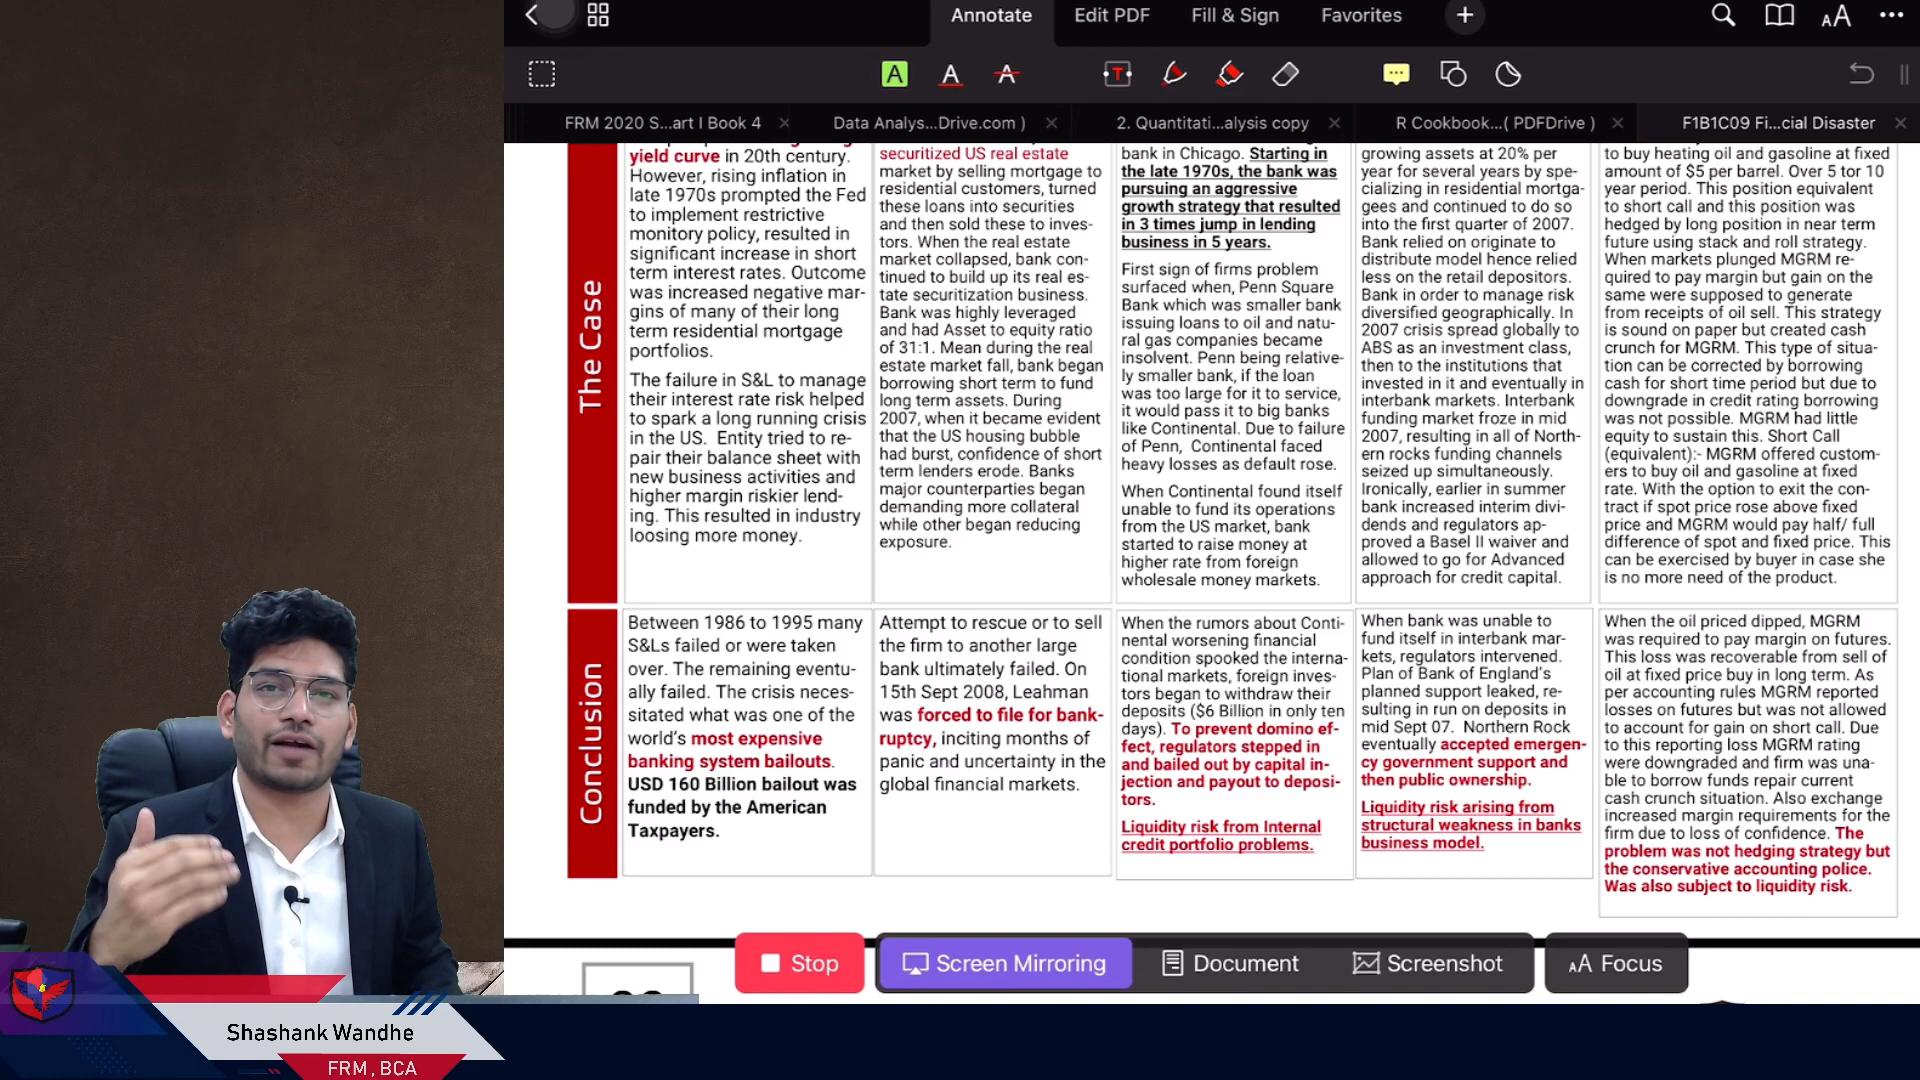 Annotate
Edit PDF
Fill & Sign
Favorites
AA
A
A
A
T
FRM 2020 S...art I Book 4
Data Analys...Drive.com )
2. Quantitati...alysis copy
R Cookbook...( PDFDrive )
F1B1C09 Fi...cial Disaster
The Case
yield curve in 20th century.
However, rising inflation in
late 1970s prompted the Fed
to implement restrictive
monitory policy, resulted in
significant increase in short
term interest rates. Outcome
was increased negative mar-
gins of many of their long
term residential mortgage
portfolios.
The failure in S&L to manage
their interest rate risk helped
to spark a long running crisis
in the US. Entity tried to re-
pair their balance sheet with
new business activities and
higher margin riskier lend-
ing. This resulted in industry
loosing more money.
securitized US real estate
market by selling mortgage to
residential customers, turned
these loans into securities
and then sold these to inves-
tors. When the real estate
market collapsed, bank con-
tinued to build up its real es-
tate securitization business.
Bank was highly leveraged
and had Asset to equity ratio
of 31:1. Mean during the real
estate market fall, bank began
borrowing short term to fund
long term assets. During
2007, when it became evident
that the US housing bubble
had burst, confidence of short
term lenders erode. Banks
major counterparties began
demanding more collateral
while other began reducing
exposure.
bank in Chicago. Starting in
the late 1970s, the bank was
pursuing an aggressive
growth strategy that resulted
in 3 times jump in lending
business in 5 years.
First sign of firms problem
surfaced when, Penn Square
Bank which was smaller bank
issuing loans to oil and natu-
ral gas companies became
insolvent. Penn being relative-
ly smaller bank, if the loan
was too large for it to service,
it would pass it to big banks
like Continental. Due to failure
of Penn, Continental faced
heavy losses as default rose.
When Continental found itself
unable to fund its operations
from the US market, bank
started to raise money at
higher rate from foreign
wholesale money markets.
growing assets at 20% per
year for several years by spe-
cializing in residential mortga-
gees and continued to do so
into the first quarter of 2007.
Bank relied on originate to
distribute model hence relied
less on the retail depositors.
Bank in order to manage risk
diversified geographically. In
2007 crisis spread globally to
ABS as an investment class,
then to the institutions that
invested in it and eventually in
interbank markets. Interbank
funding market froze in mid
2007, resulting in all of North-
ern rocks funding channels
seized up simultaneously.
Ironically, earlier in summer
bank increased interim divi-
dends and regulators ap-
proved a Basel II waiver and
allowed to go for Advanced
approach for credit capital.
to buy heating oil and gasoline at fixed
amount of $5 per barrel. Over 5 tor 10
year period. This position equivalent
to short call and this position was
hedged by long position in near term
future using stack and roll strategy.
When markets plunged MGRM re-
quired to pay margin but gain on the
same were supposed to generate
from receipts of oil sell. This strategy
is sound on paper but created cash
crunch for MGRM. This type of situa-
tion can be corrected by borrowing
cash for short time period but due to
downgrade in credit rating borrowing
was not possible. MGRM had little
equity to sustain this. Short Call
(equivalent):- MGRM offered custom-
ers to buy oil and gasoline at fixed
rate. With the option to exit the con-
tract if spot price rose above fixed
price and MGRM would pay half/ full
difference of spot and fixed price. This
can be exercised by buyer in case she
is no more need of the product.
Conclusion
Between 1986 to 1995 many
S&Ls failed or were taken
over. The remaining eventu-
ally failed. The crisis neces-
sitated what was one of the
world's most expensive
banking system bailouts.
USD 160 Billion bailout was
funded by the American
Taxpayers.
Attempt to rescue or to sell
the firm to another large
bank ultimately failed. On
15th Sept 2008, Leahman
was forced to file for bank-
ruptcy, inciting months of
panic and uncertainty in the
global financial markets.
When the rumors about Conti-
nental worsening financial
condition spooked the interna-
tional markets, foreign inves-
tors began to withdraw their
deposits ($6 Billion in only ten
days). To prevent domino ef-
fect, regulators stepped in
and bailed out by capital in-
jection and payout to deposi-
tors.
Liquidity risk from Internal
credit portfolio problems.
When bank was unable to
fund itself in interbank mar-
kets, regulators intervened.
Plan of Bank of England's
planned support leaked, re-
sulting in run on deposits in
mid Sept 07. Northern Rock
eventually accepted emergen-
cy government support and
then public ownership.
Liquidity risk arising from
structural weakness in banks
business model.
When the oil priced dipped, MGRM
was required to pay margin on futures.
This loss was recoverable from sell of
oil at fixed price buy in long term. As
per accounting rules MGRM reported
losses on futures but was not allowed
to account for gain on short call. Due
to this reporting loss MGRM rating
were downgraded and firm was una-
ble to borrow funds repair current
cash crunch situation. Also exchange
increased margin requirements for the
firm due to loss of confidence. The
problem was not hedging strategy but
the conservative accounting police.
Was also subject to liquidity risk.
Stop
Screen Mirroring
Document
Screenshot
AA Focus
Shashank Wandhe
FRM, BCA